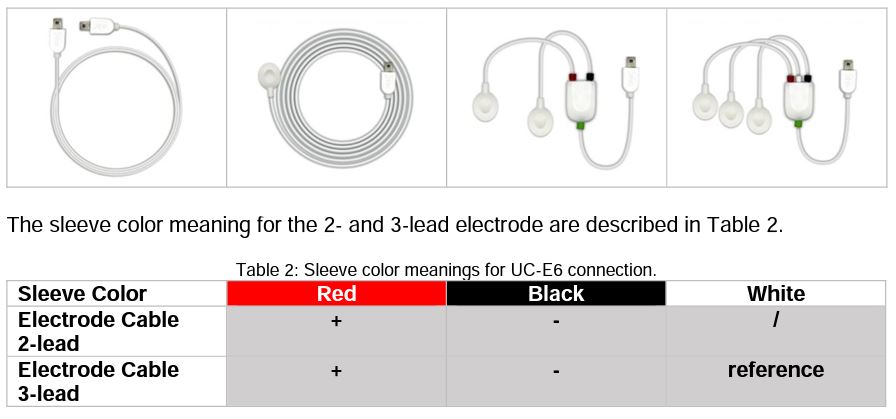 The sleeve color meaning for the 2- and 3-lead electrode are described in Table 2.
Table 2: Sleeve color meanings for UC-E6 connection.
Sleeve Color Red Black White
Electrode Cable 2-lead + - /
Electrode Cable 3-lead + - reference